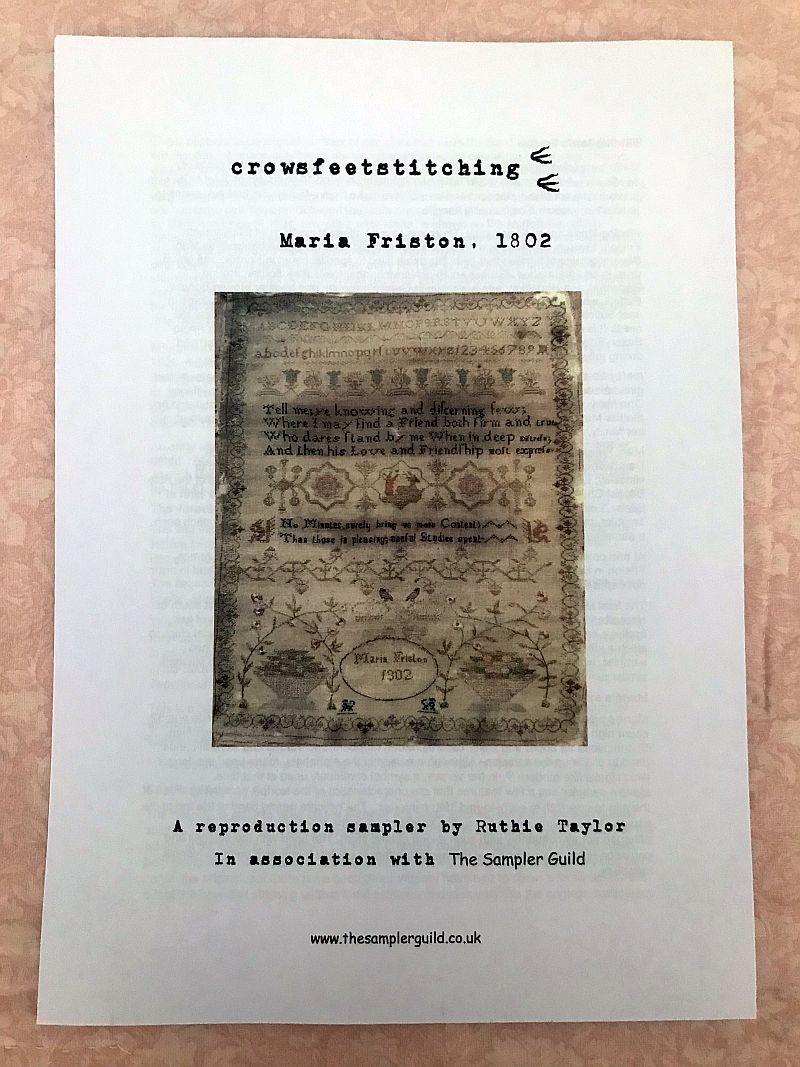 crowsfeetstitching
Maria Friston, 1802
ABCDEFGHIKLMNOPQRSTVUWXYZ
abcdefghiklmnopqrſtuvwxyz123456789
Tell me, ye knowing and diſcerning few;
Where I may find a Friend both firm and true
Who dares ſtand by me When in deep
And then his Love and Friendſhip moſt expreſs
No Minutes surely bring us more Content
Than those in pleasing, useful Studies spent
Maria Friston
1802
A reproduction sampler by Ruthie Taylor
In association with The Sampler Guild
www.thesamplerguild.co.uk